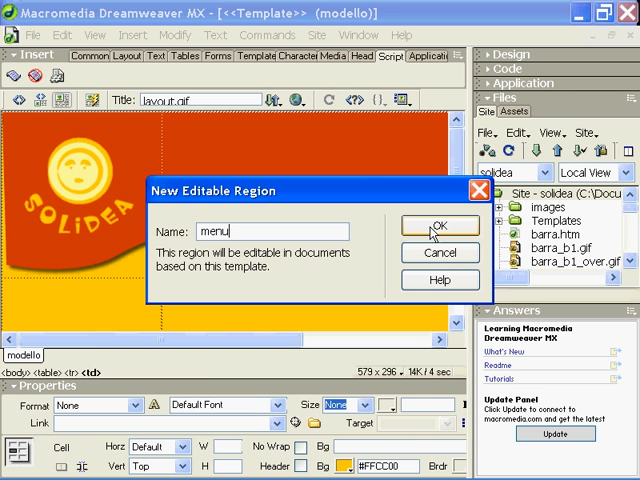 Macromedia Dreamweaver MX - [<<Template>> (modello)]
File Edit View Insert Modify Text Commands Site Window Help
Insert Common Layout Text Tables Forms Template Character Media Head Script Applicati
Title: layout.gif
SOLiDEA
New Editable Region
Name: menu
This region will be editable in documents
based on this template.
OK
Cancel
Help
modello
<body> <table> <tr> <td>
579 x 296 14K / 4 sec
Properties
Format None Default Font Size None
Link Target
Cell Horz Default W No Wrap Bg
Vert Top H Header Bg #FFCC00 Brdr
Design
Code
Application
Files
Site Assets
File Edit View Site
solidea Local View
Site - solidea (C:\Docu
images
Templates
barra.htm
barra_b1.gif
barra_b1_over.gif
Answers
Learning Macromedia
Dreamweaver MX
What's New
Readme
Tutorials
Update Panel
Click Update to connect to
macromedia.com and get the latest
Update